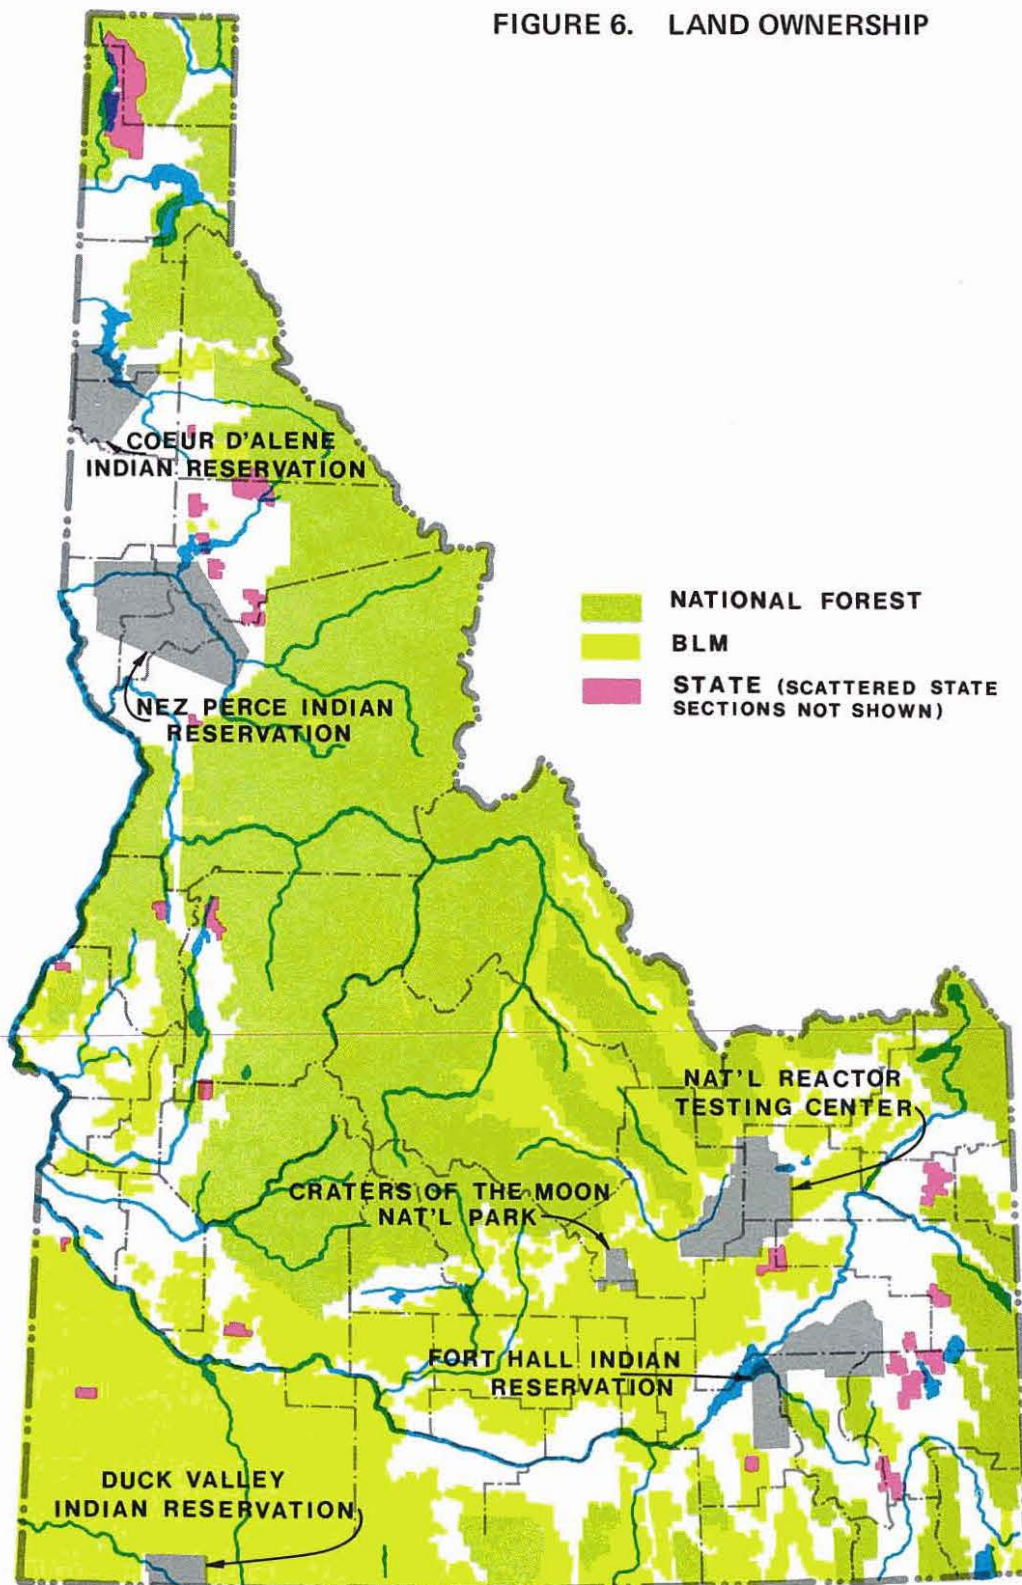 FIGURE 6. LAND OWNERSHIP
COEUR D'ALENE
INDIAN RESERVATION
NATIONAL FOREST
BLM
STATE (SCATTERED STATE
SECTIONS NOT SHOWN)
NEZ PERCE INDIAN
RESERVATION
NAT'L REACTOR
TESTING CENTER
CRATERS OF THE MOON
NAT'L PARK
FORT HALL INDIAN
RESERVATION
DUCK VALLEY
INDIAN RESERVATION